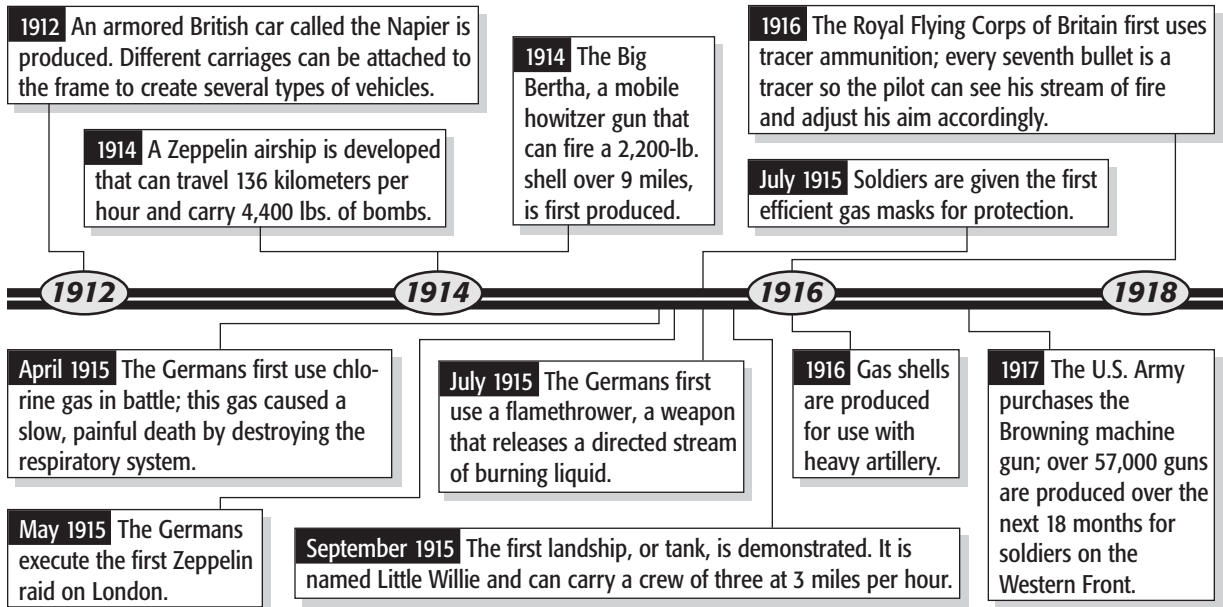 1912 An armored British car called the Napier is
produced. Different carriages can be attached to
the frame to create several types of vehicles.
1914 A Zeppelin airship is developed
that can travel 136 kilometers per
hour and carry 4,400 lbs. of bombs.
1914 The Big
Bertha, a mobile
howitzer gun that
can fire a 2,200-lb.
shell over 9 miles,
is first produced.
1916 The Royal Flying Corps of Britain first uses
tracer ammunition; every seventh bullet is a
tracer so the pilot can see his stream of fire
and adjust his aim accordingly.
July 1915 Soldiers are given the first
efficient gas masks for protection.
1912
1914
1916
1918
April 1915 The Germans first use chlo-
rine gas in battle; this gas caused a
slow, painful death by destroying the
respiratory system.
May 1915 The Germans
execute the first Zeppelin
raid on London.
July 1915 The Germans first
use a flamethrower, a weapon
that releases a directed stream
of burning liquid.
September 1915 The first landship, or tank, is demonstrated. It is
named Little Willie and can carry a crew of three at 3 miles per hour.
1916 Gas shells
are produced
for use with
heavy artillery.
1917 The U.S. Army
purchases the
Browning machine
gun; over 57,000 guns
are produced over the
next 18 months for
soldiers on the
Western Front.